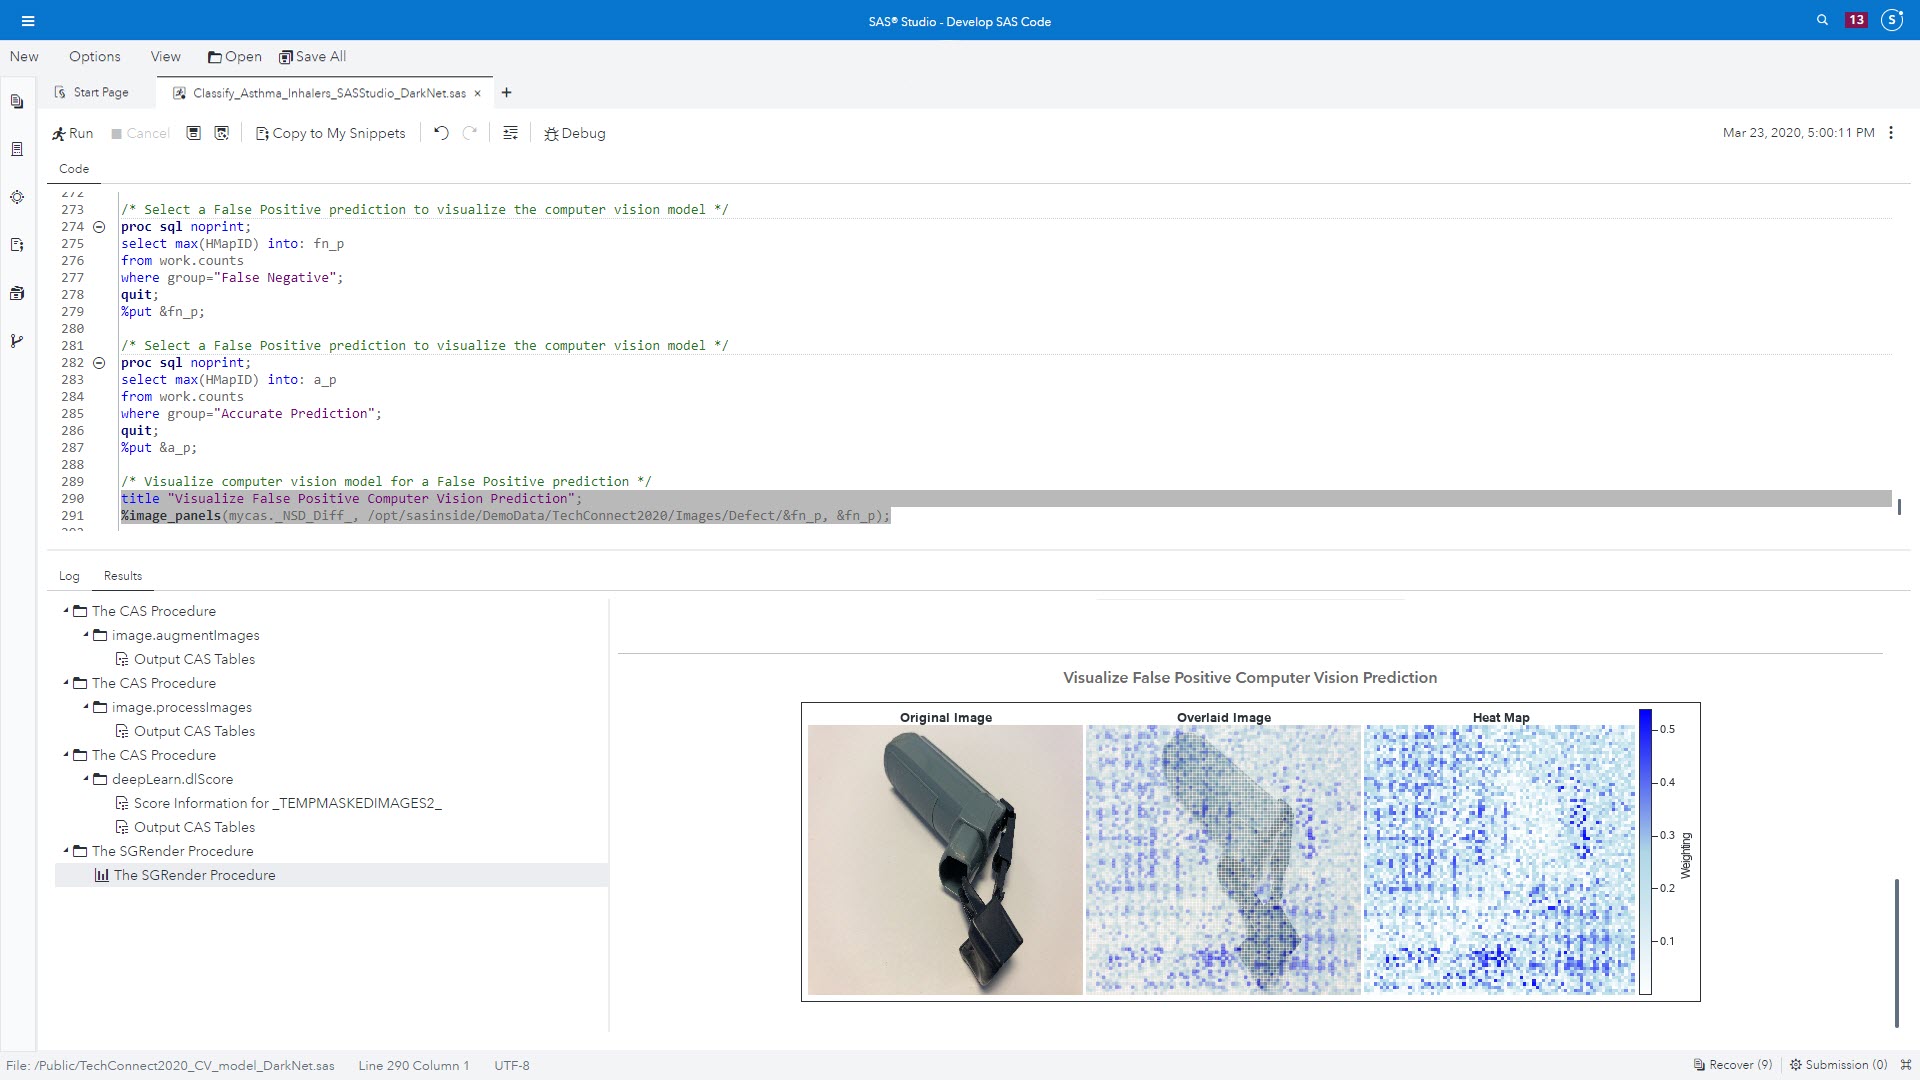 SAS® Studio - Develop SAS Code
13
S
New Options View Open Save All
Start Page
Classify_Asthma_Inhalers_SASStudio_DarkNet.sas × +
Run Cancel Copy to My Snippets Debug
Mar 23, 2020, 5:00:11 PM
Code
272
273 /* Select a False Positive prediction to visualize the computer vision model */
274 proc sql noprint;
275 select max(HMapID) into: fn_p
276 from work.counts
277 where group="False Negative";
278 quit;
279 %put &fn_p;
280
281 /* Select a False Positive prediction to visualize the computer vision model */
282 proc sql noprint;
283 select max(HMapID) into: a_p
284 from work.counts
285 where group="Accurate Prediction";
286 quit;
287 %put &a_p;
288
289 /* Visualize computer vision model for a False Positive prediction */
290 title "Visualize False Positive Computer Vision Prediction";
291 %image_panels(mycas._NSD_Diff_, /opt/sasinside/DemoData/TechConnect2020/Images/Defect/&fn_p, &fn_p);
Log Results
The CAS Procedure
image.augmentImages
Output CAS Tables
The CAS Procedure
image.processImages
Output CAS Tables
The CAS Procedure
deepLearn.dlScore
Score Information for _TEMPMASKEDIMAGES2_
Output CAS Tables
The SGRender Procedure
The SGRender Procedure
Visualize False Positive Computer Vision Prediction
Original Image
Overlaid Image
Heat Map
0.5
0.4
0.3
0.2
0.1
Weighting
File: /Public/TechConnect2020_CV_model_DarkNet.sas Line 290 Column 1 UTF-8
Recover (9) Submission (0)